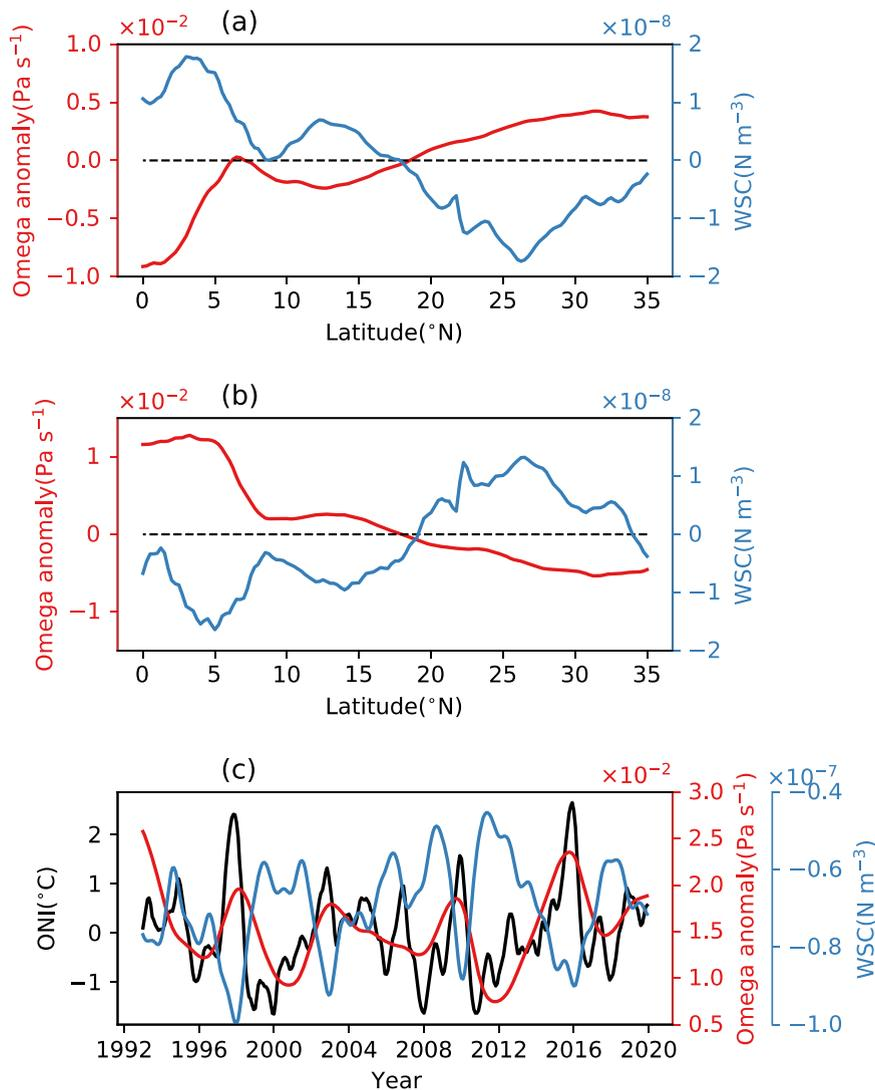 ×10⁻² (a) ×10⁻⁸
Omega anomaly(Pa s⁻¹)
1.0
0.5
0.0
−0.5
−1.0
2
1
0
−1
−2
WSC(N m⁻³)
0 5 10 15 20 25 30 35
Latitude(°N)
×10⁻² (b) ×10⁻⁸
Omega anomaly(Pa s⁻¹)
1
0
−1
2
1
0
−1
−2
WSC(N m⁻³)
0 5 10 15 20 25 30 35
Latitude(°N)
(c) ×10⁻² ×10⁻⁷
ONI(°C)
2
1
0
−1
3.0
2.5
2.0
1.5
1.0
0.5
Omega anomaly(Pa s⁻¹)
−0.4
−0.6
−0.8
−1.0
WSC(N m⁻³)
1992 1996 2000 2004 2008 2012 2016 2020
Year